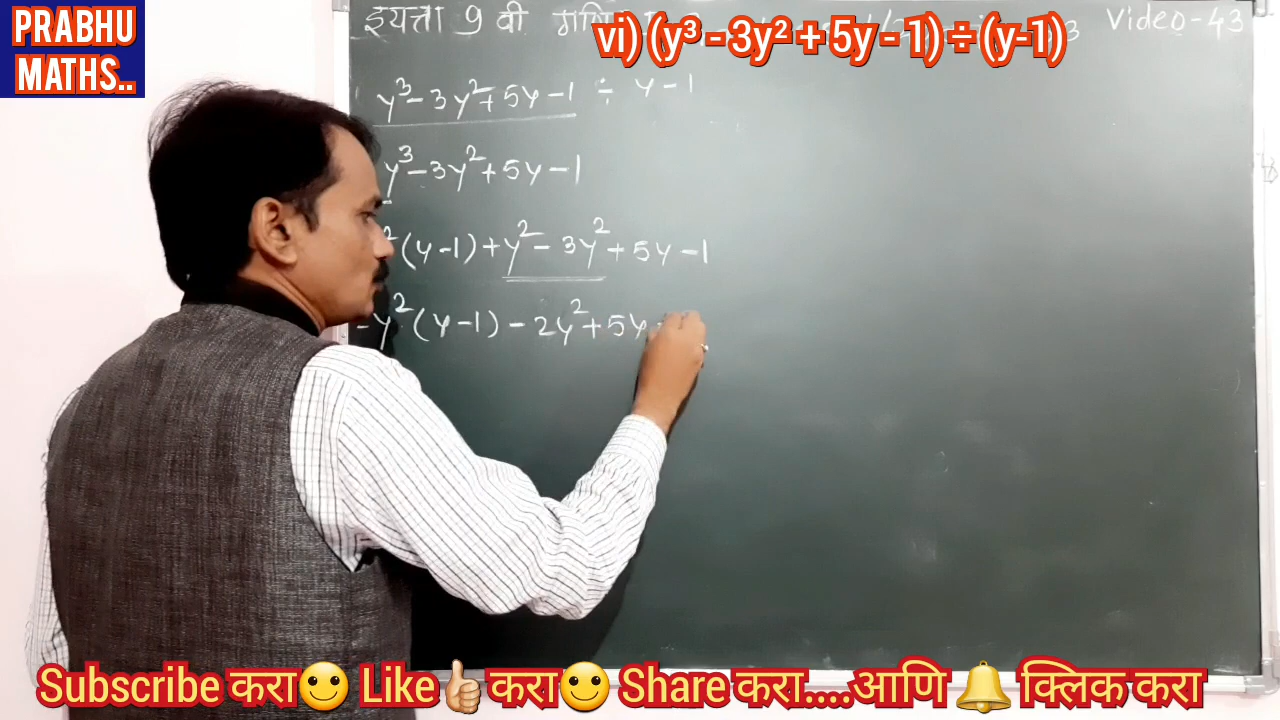 PRABHU
MATHS..
इयत्ता 9 वी
Video-43
vi) (y³ - 3y² + 5y - 1) ÷ (y-1)
y³-3y²+5y-1 ÷ y-1
y³-3y²+5y-1
²(y-1)+y²-3y²+5y-1
-y²(y-1)-2y²+5y
Subscribe करा🙂 Like👍करा🙂 Share करा....आणि 🔔 क्लिक करा